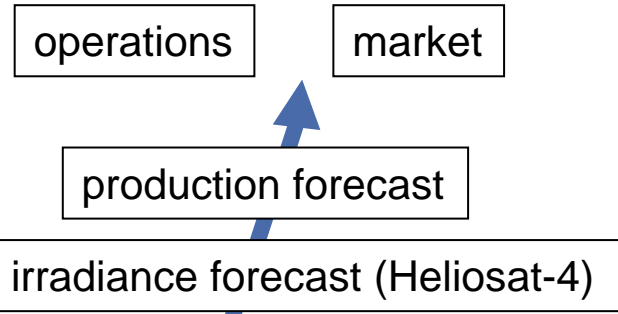 operations
market
production forecast
irradiance forecast (Heliosat-4)